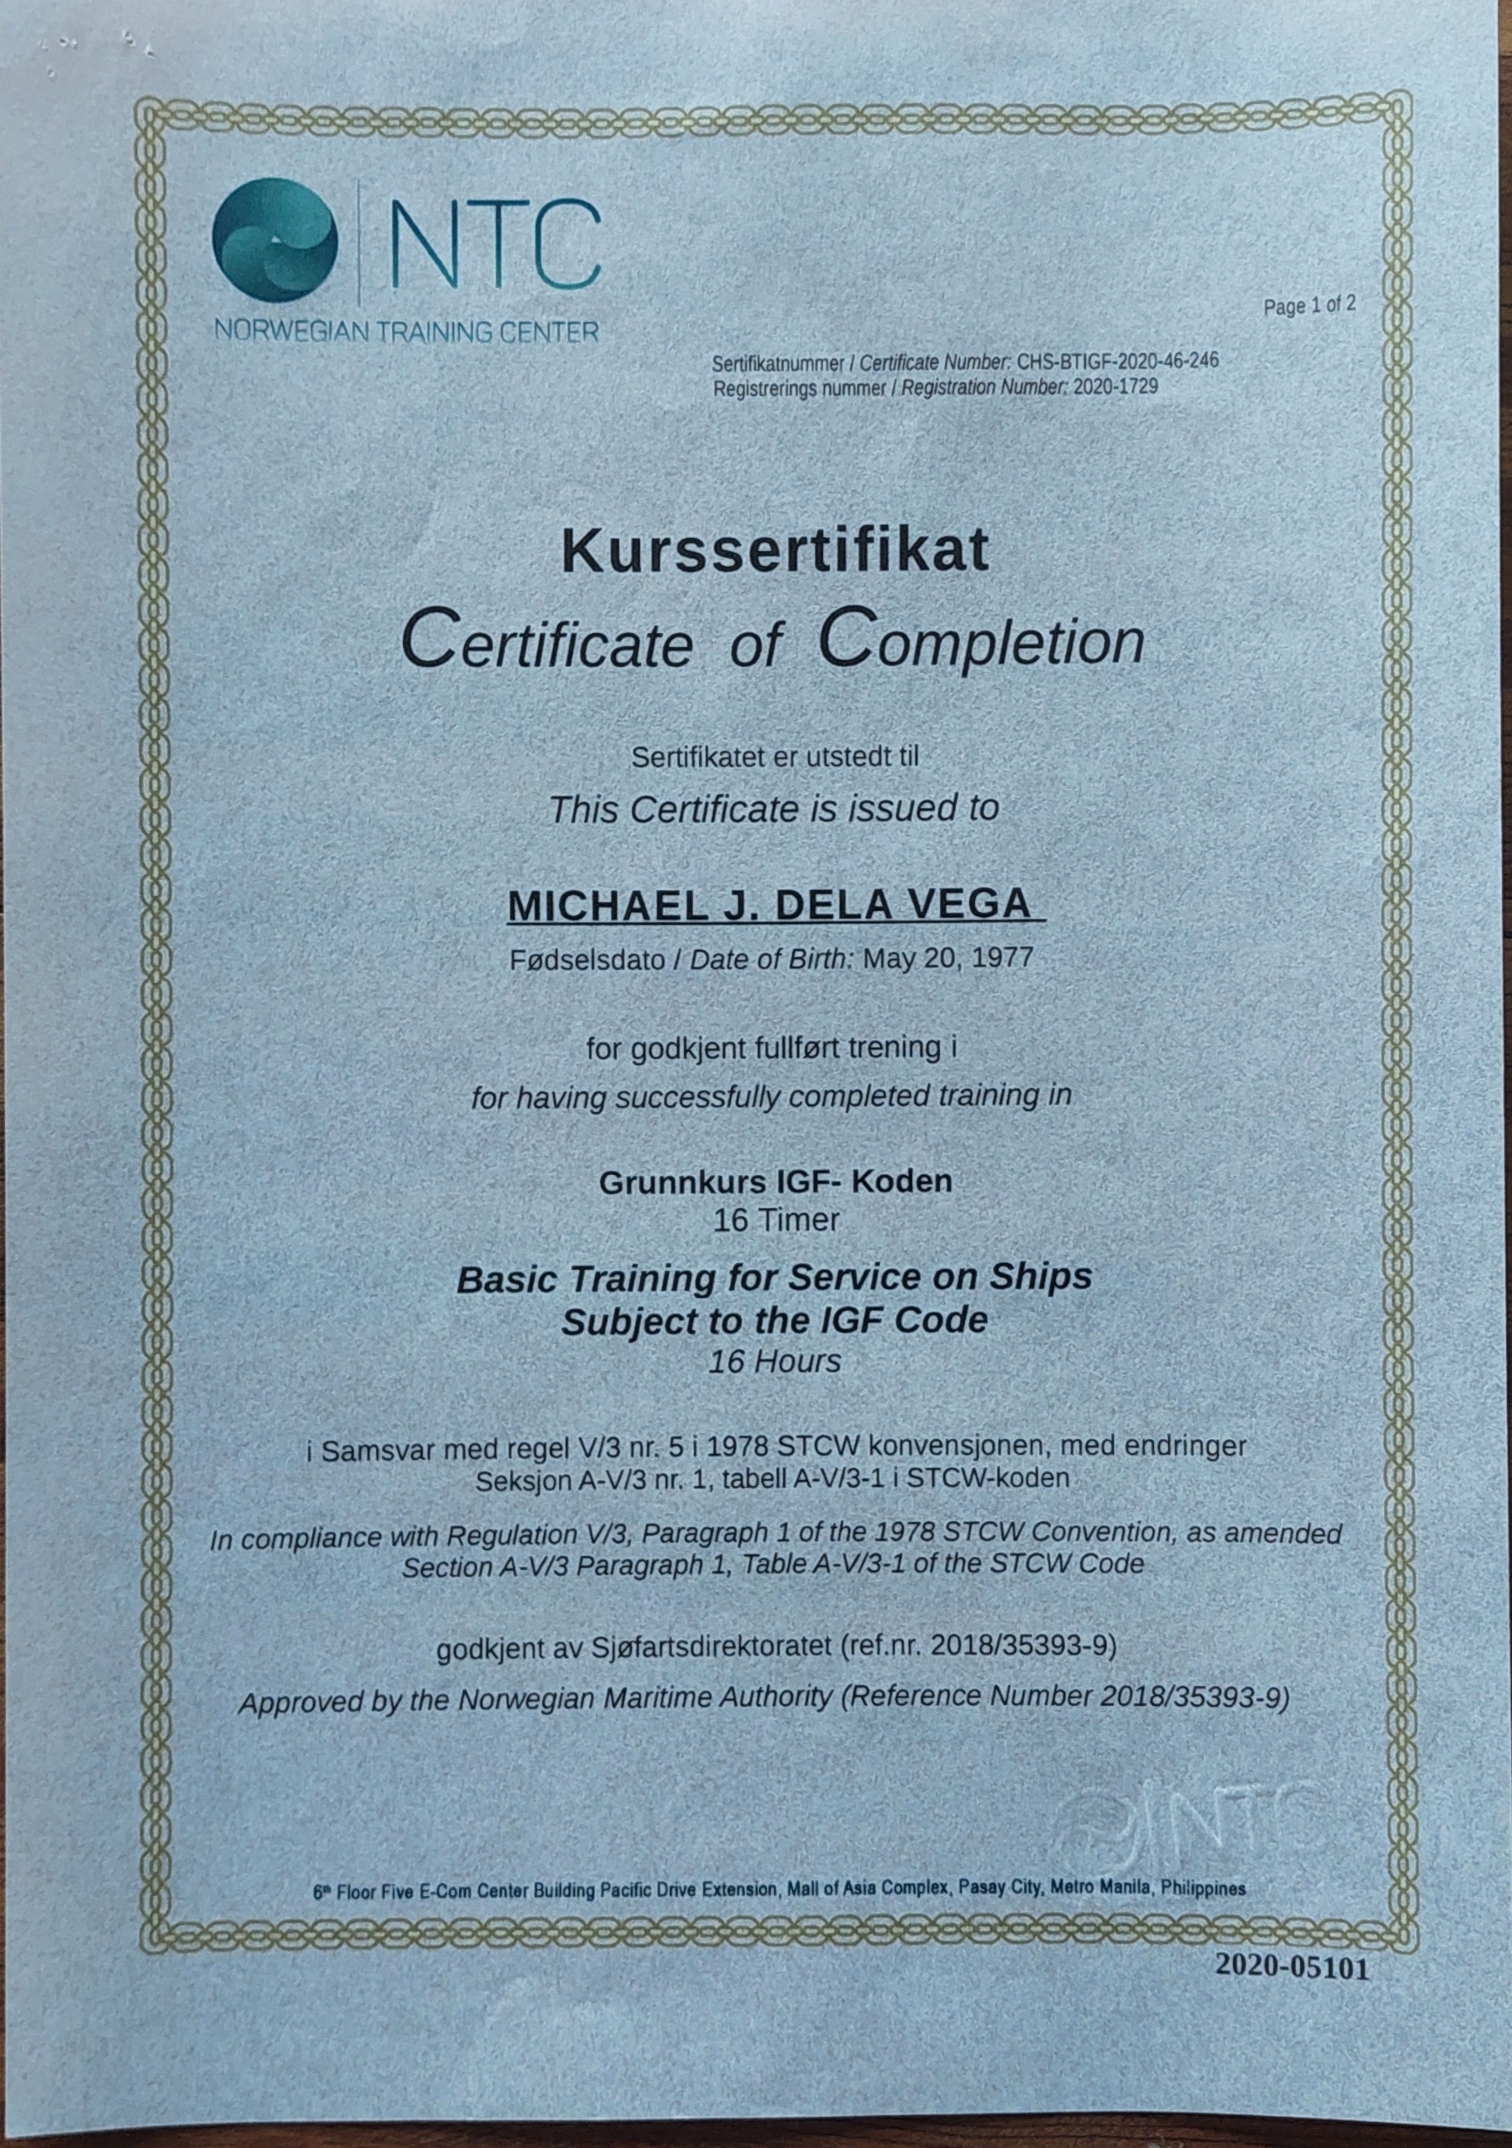 NTC
NORWEGIAN TRAINING CENTER
Page 1 of 2
Sertifikatnummer / Certificate Number: CHS-BTIGF-2020-46-246
Registrerings nummer / Registration Number: 2020-1729
Kurssertifikat
Certificate of Completion
Sertifikatet er utstedt til
This Certificate is issued to
MICHAEL J. DELA VEGA
Fødselsdato / Date of Birth: May 20, 1977
for godkjent fullført trening i
for having successfully completed training in
Grunnkurs IGF- Koden
16 Timer
Basic Training for Service on Ships
Subject to the IGF Code
16 Hours
i Samsvar med regel V/3 nr. 5 i 1978 STCW konvensjonen, med endringer
Seksjon A-V/3 nr. 1, tabell A-V/3-1 i STCW-koden
In compliance with Regulation V/3, Paragraph 1 of the 1978 STCW Convention, as amended
Section A-V/3 Paragraph 1, Table A-V/3-1 of the STCW Code
godkjent av Sjøfartsdirektoratet (ref.nr. 2018/35393-9)
Approved by the Norwegian Maritime Authority (Reference Number 2018/35393-9)
NTC
6th Floor Five E-Com Center Building Pacific Drive Extension, Mall of Asia Complex, Pasay City, Metro Manila, Philippines
2020-05101